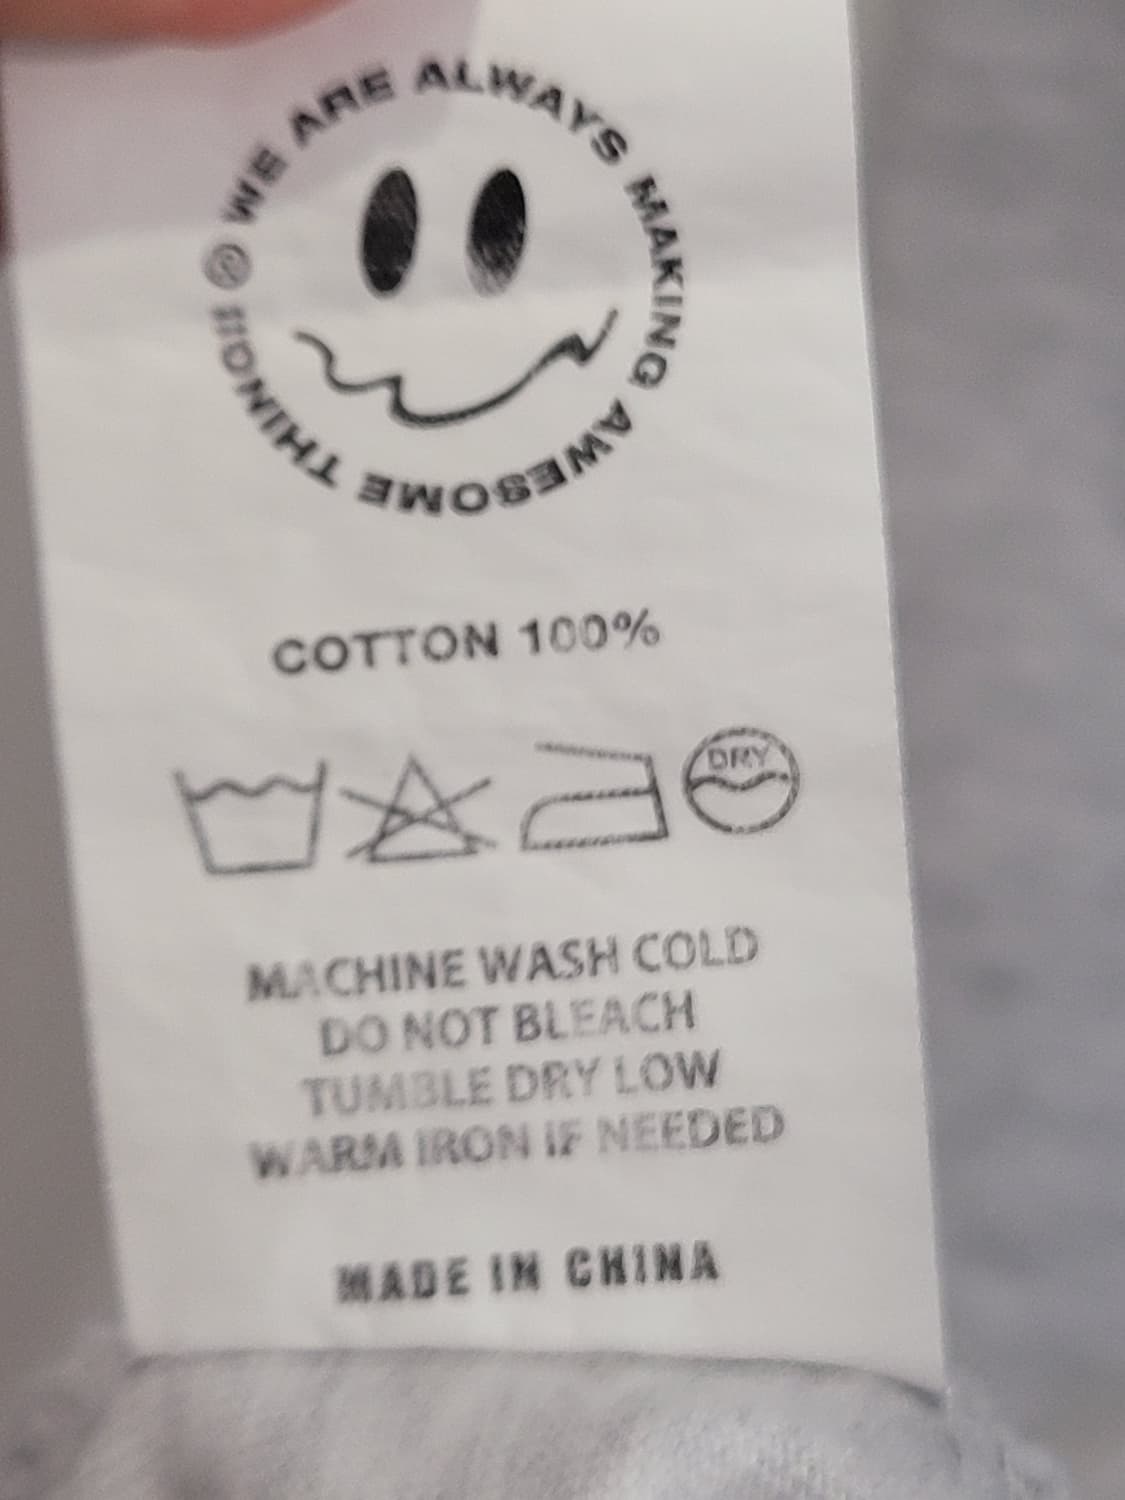 © WE ARE ALWAYS MAKING AWESOME THINGS
COTTON 100%
DRY
MACHINE WASH COLD
DO NOT BLEACH
TUMBLE DRY LOW
WARM IRON IF NEEDED
MADE IN CHINA